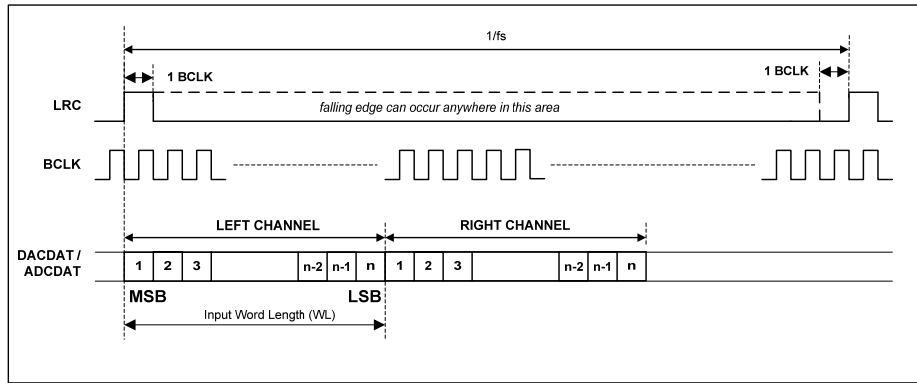 1/fs
1 BCLK
1 BCLK
LRC
falling edge can occur anywhere in this area
BCLK
LEFT CHANNEL
RIGHT CHANNEL
DACDAT /
ADCDAT
1 2 3 n-2 n-1 n 1 2 3 n-2 n-1 n
MSB
LSB
Input Word Length (WL)